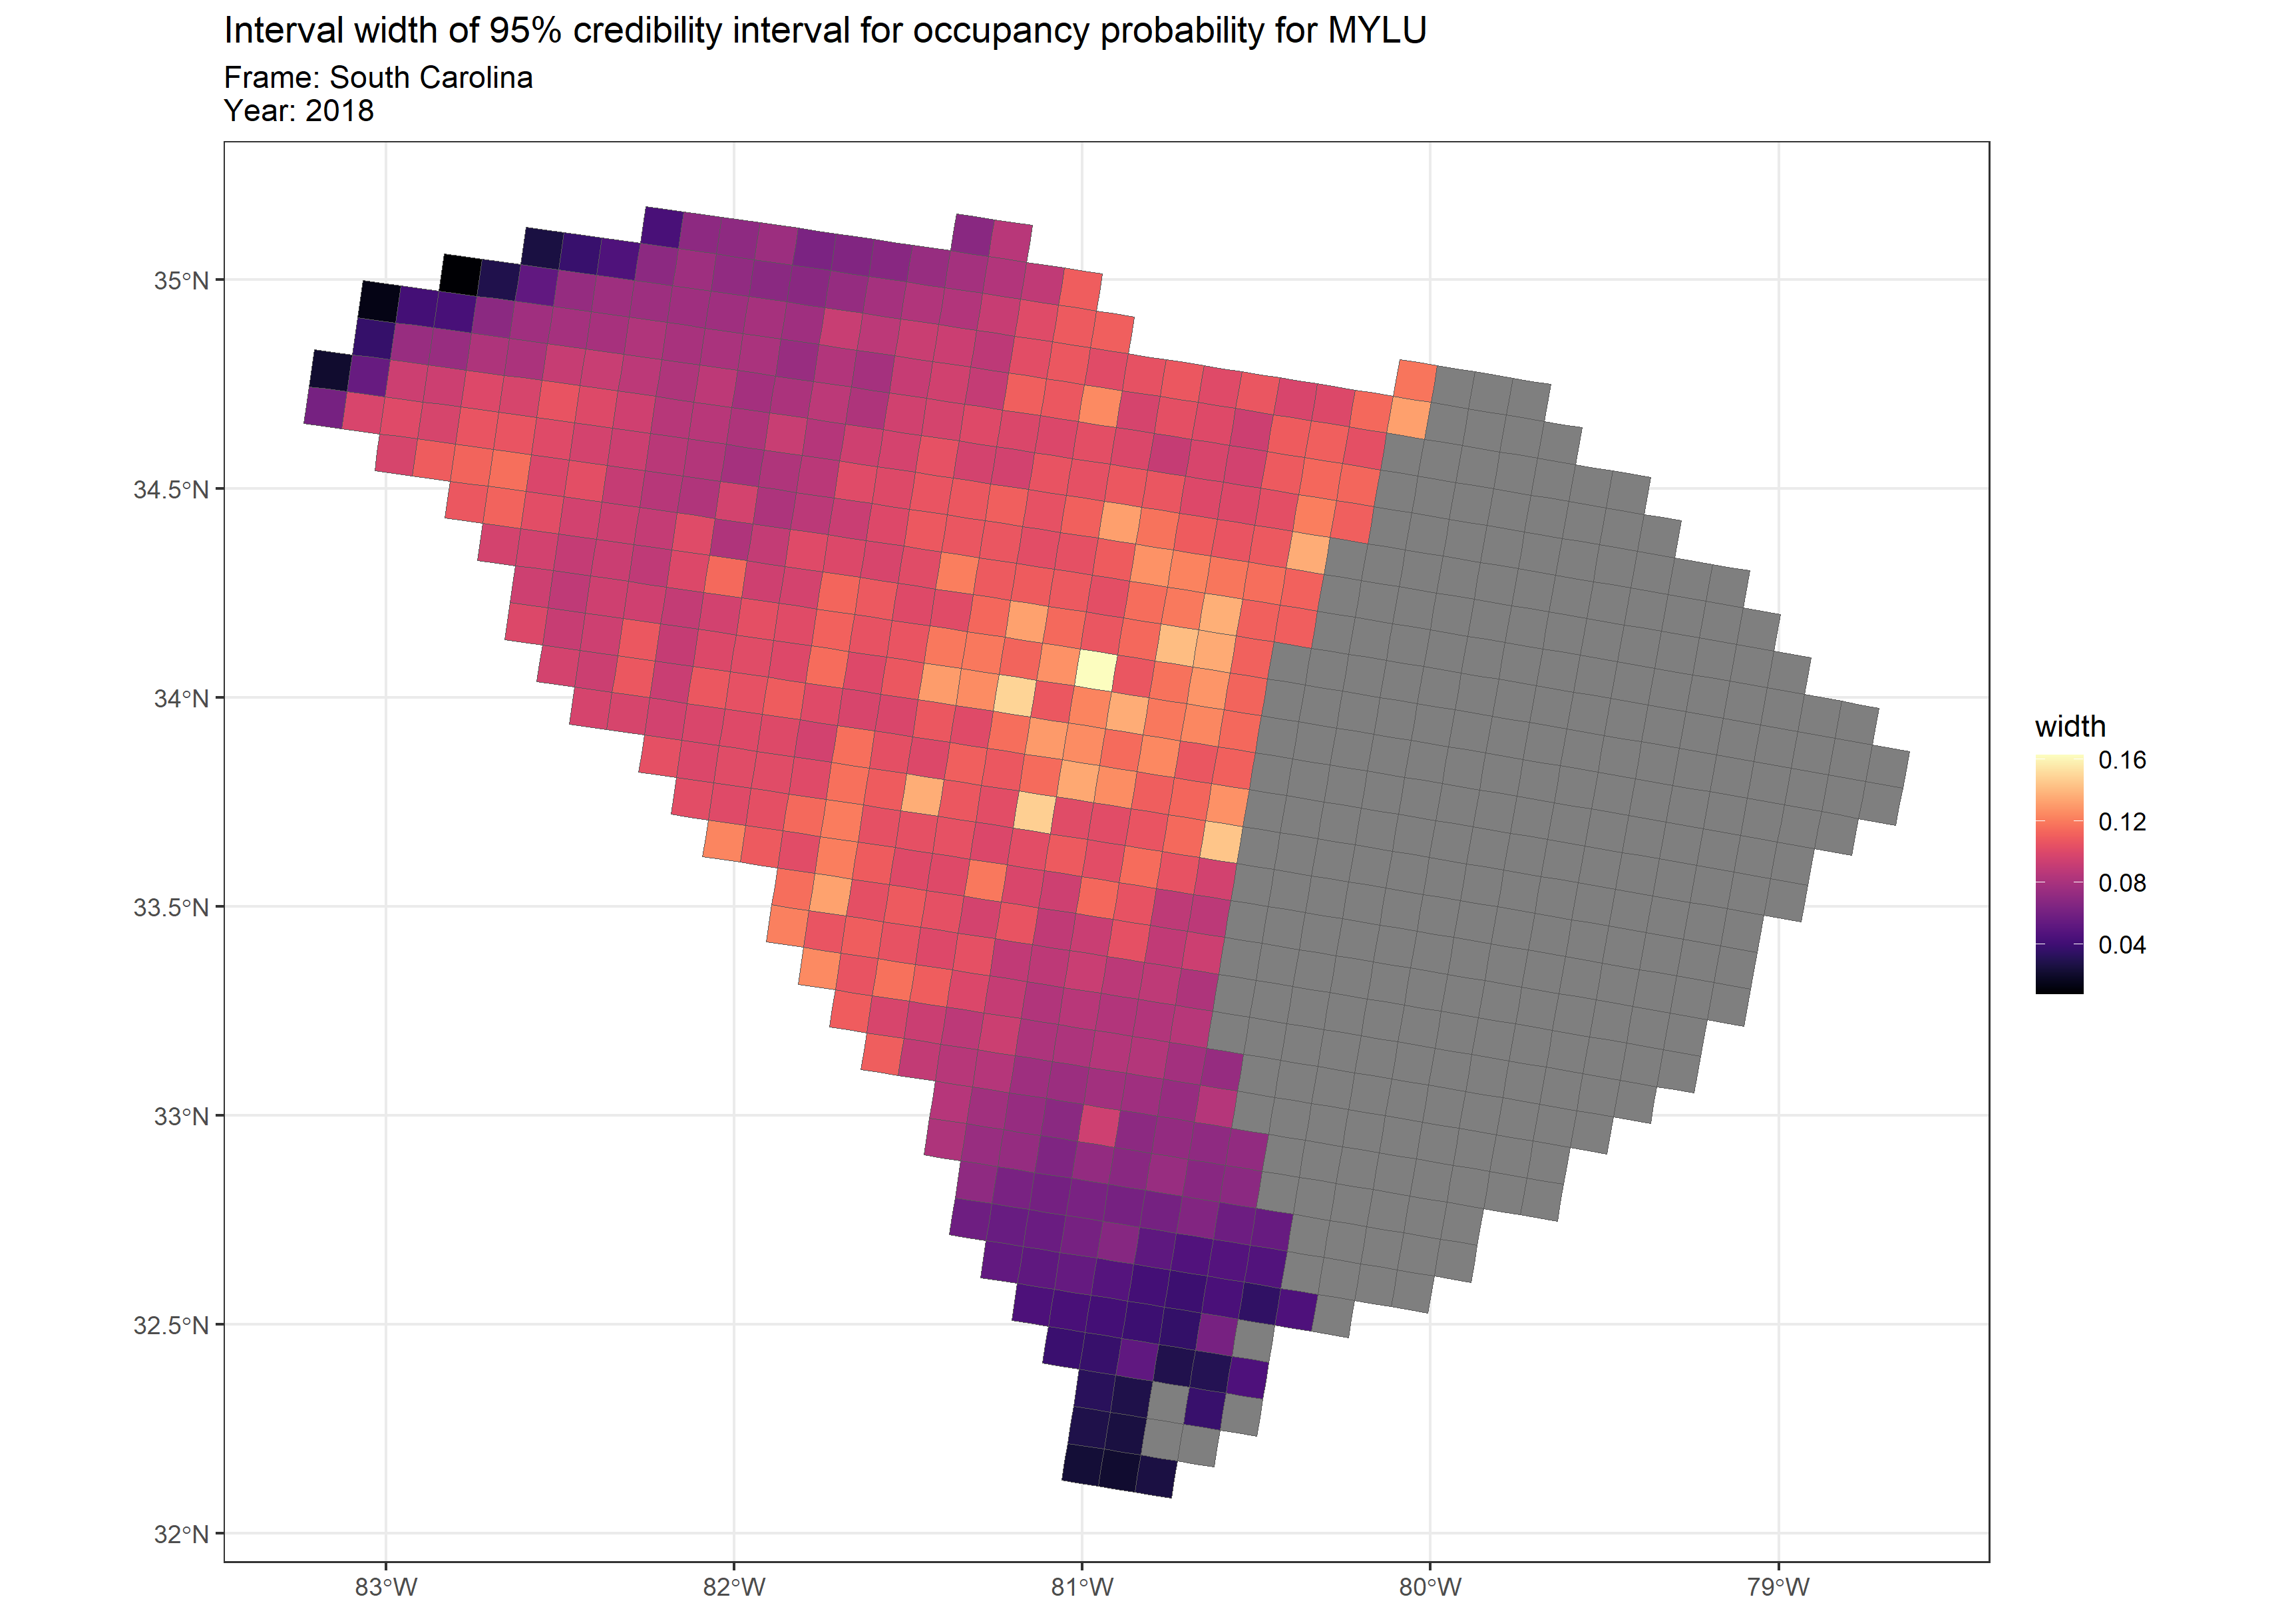 Interval width of 95% credibility interval for occupancy probability for MYLU
Frame: South Carolina
Year: 2018
35°N
34.5°N
34°N
33.5°N
33°N
32.5°N
32°N
83°W
82°W
81°W
80°W
79°W
width
0.16
0.12
0.08
0.04